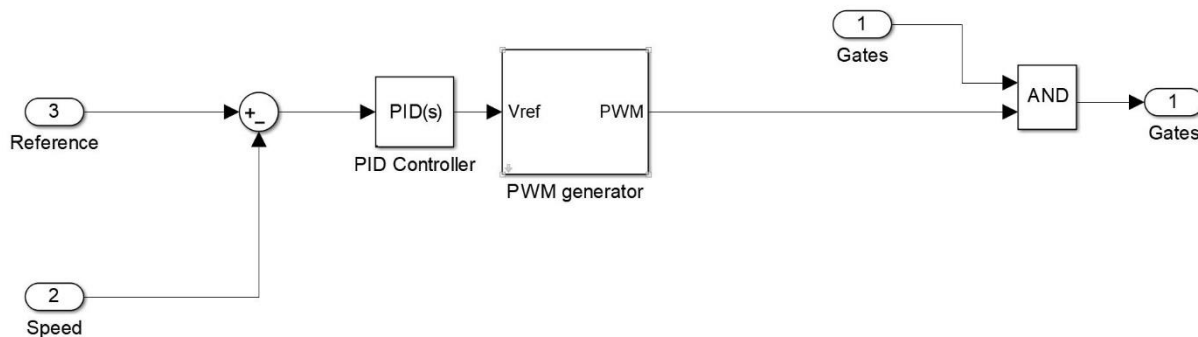 1
Gates
3
Reference
+
−
PID(s)
PID Controller
Vref
PWM
PWM generator
AND
1
Gates
2
Speed